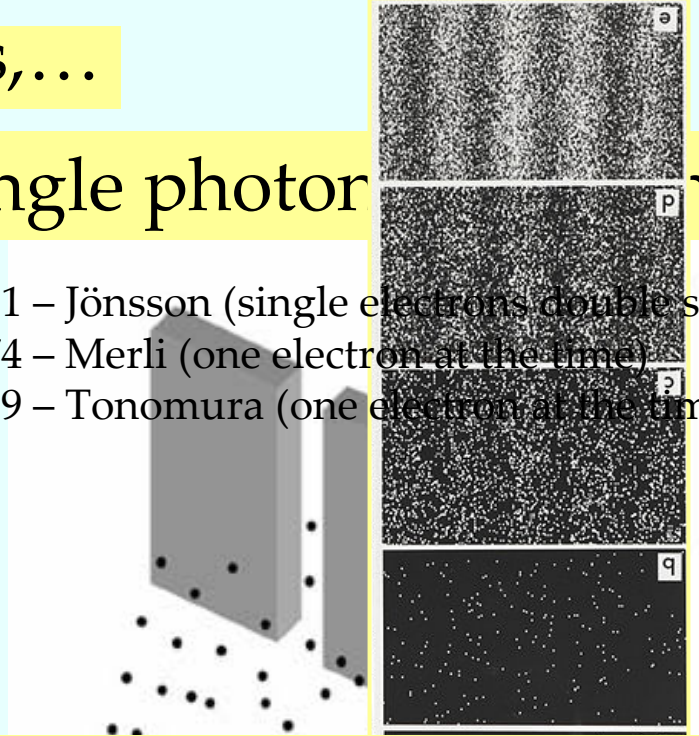 s,…
ngle photon
1 – Jönsson (single electrons double s
4 – Merli (one electron at the time)
9 – Tonomura (one electron at the tim
e
d
c
b